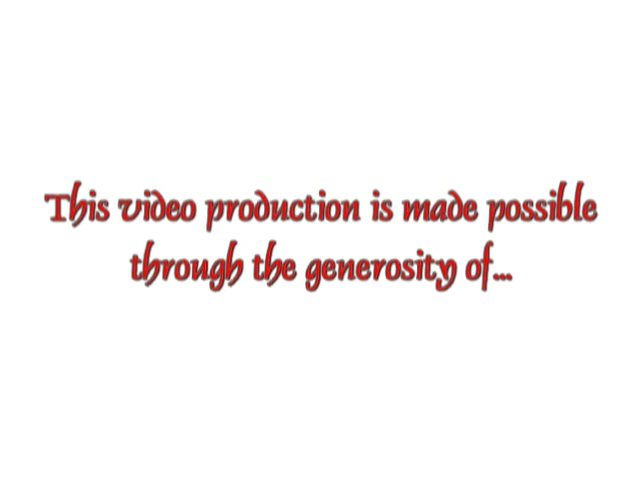 This video production is made possible
through the generosity of...